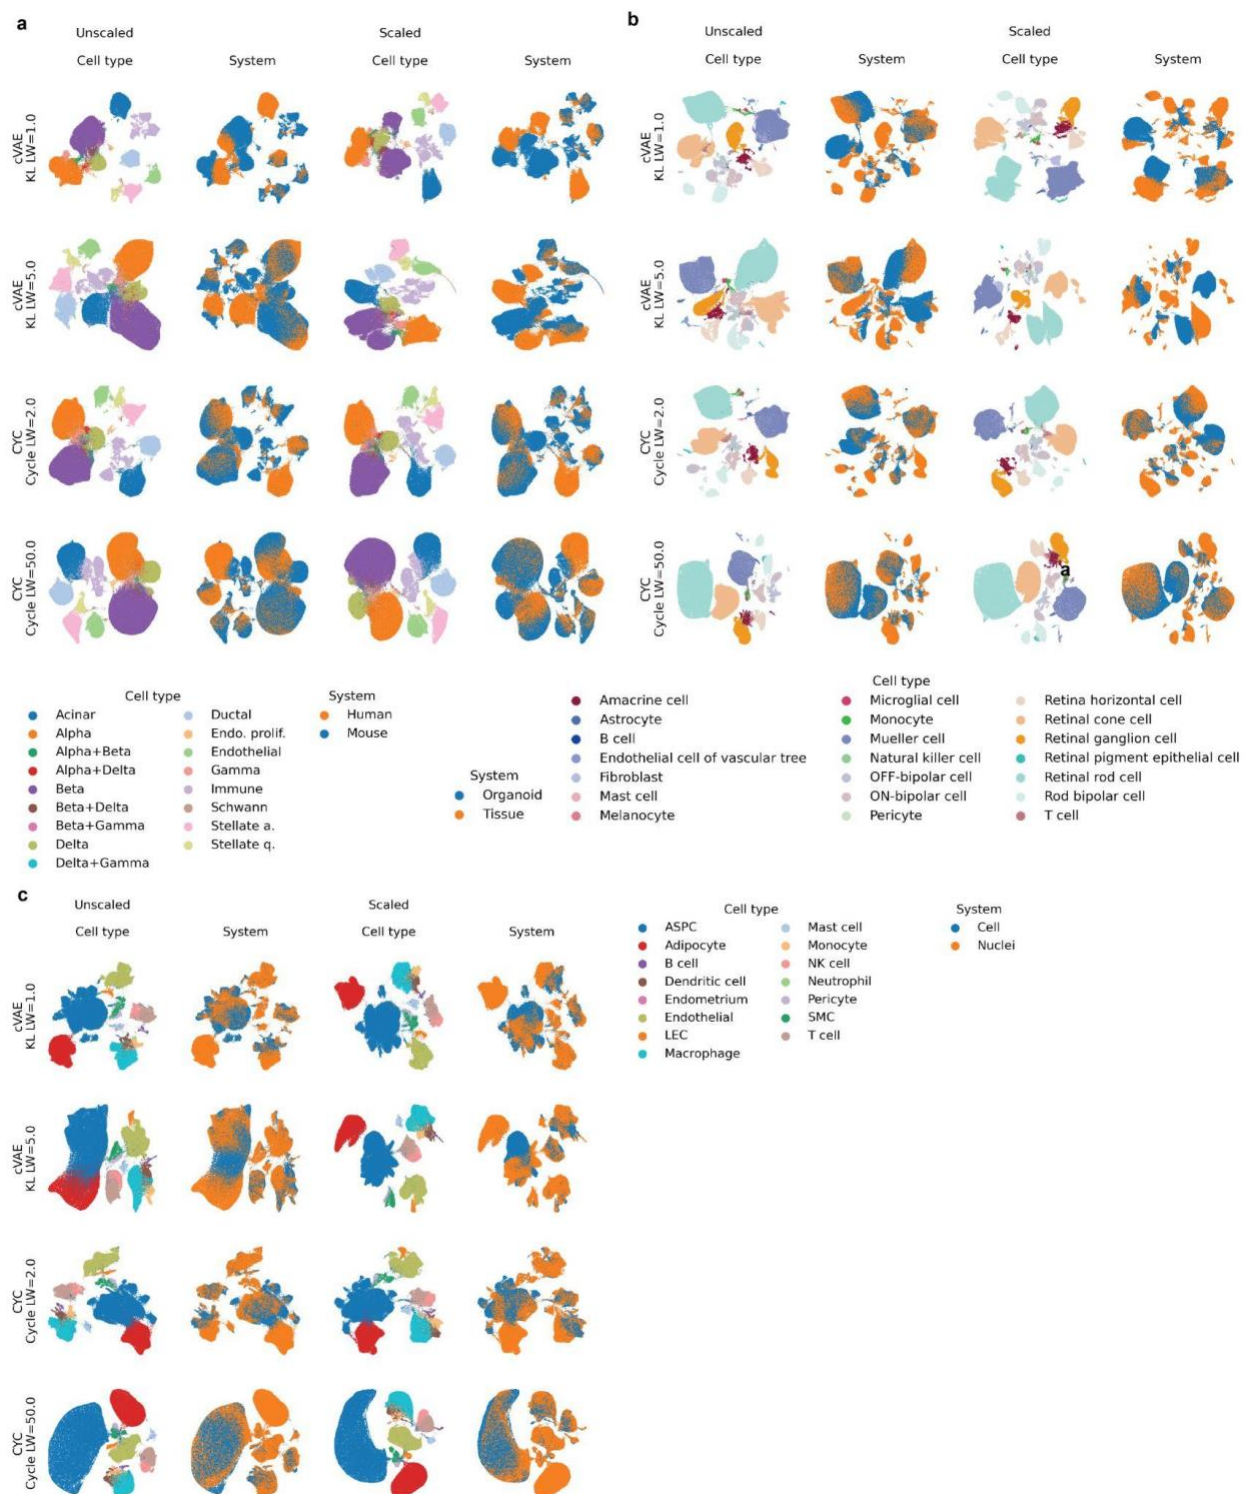 a
Unscaled
Scaled
Cell type
System
Cell type
System
cVAE
KL LW=1.0
cVAE
KL LW=5.0
CYC
Cycle LW=2.0
CYC
Cycle LW=50.0
Cell type
Acinar
Alpha
Alpha+Beta
Alpha+Delta
Beta
Beta+Delta
Beta+Gamma
Delta
Delta+Gamma
Ductal
Endo. prolif.
Endothelial
Gamma
Immune
Schwann
Stellate a.
Stellate q.
System
Human
Mouse
b
Unscaled
Scaled
Cell type
System
Cell type
System
cVAE
KL LW=1.0
cVAE
KL LW=5.0
CYC
Cycle LW=2.0
CYC
Cycle LW=50.0
a
System
Organoid
Tissue
Cell type
Amacrine cell
Astrocyte
B cell
Endothelial cell of vascular tree
Fibroblast
Mast cell
Melanocyte
Microglial cell
Monocyte
Mueller cell
Natural killer cell
OFF-bipolar cell
ON-bipolar cell
Pericyte
Retina horizontal cell
Retinal cone cell
Retinal ganglion cell
Retinal pigment epithelial cell
Retinal rod cell
Rod bipolar cell
T cell
c
Unscaled
Scaled
Cell type
System
Cell type
System
cVAE
KL LW=1.0
cVAE
KL LW=5.0
CYC
Cycle LW=2.0
CYC
Cycle LW=50.0
Cell type
ASPC
Adipocyte
B cell
Dendritic cell
Endometrium
Endothelial
LEC
Macrophage
Mast cell
Monocyte
NK cell
Neutrophil
Pericyte
SMC
T cell
System
Cell
Nuclei